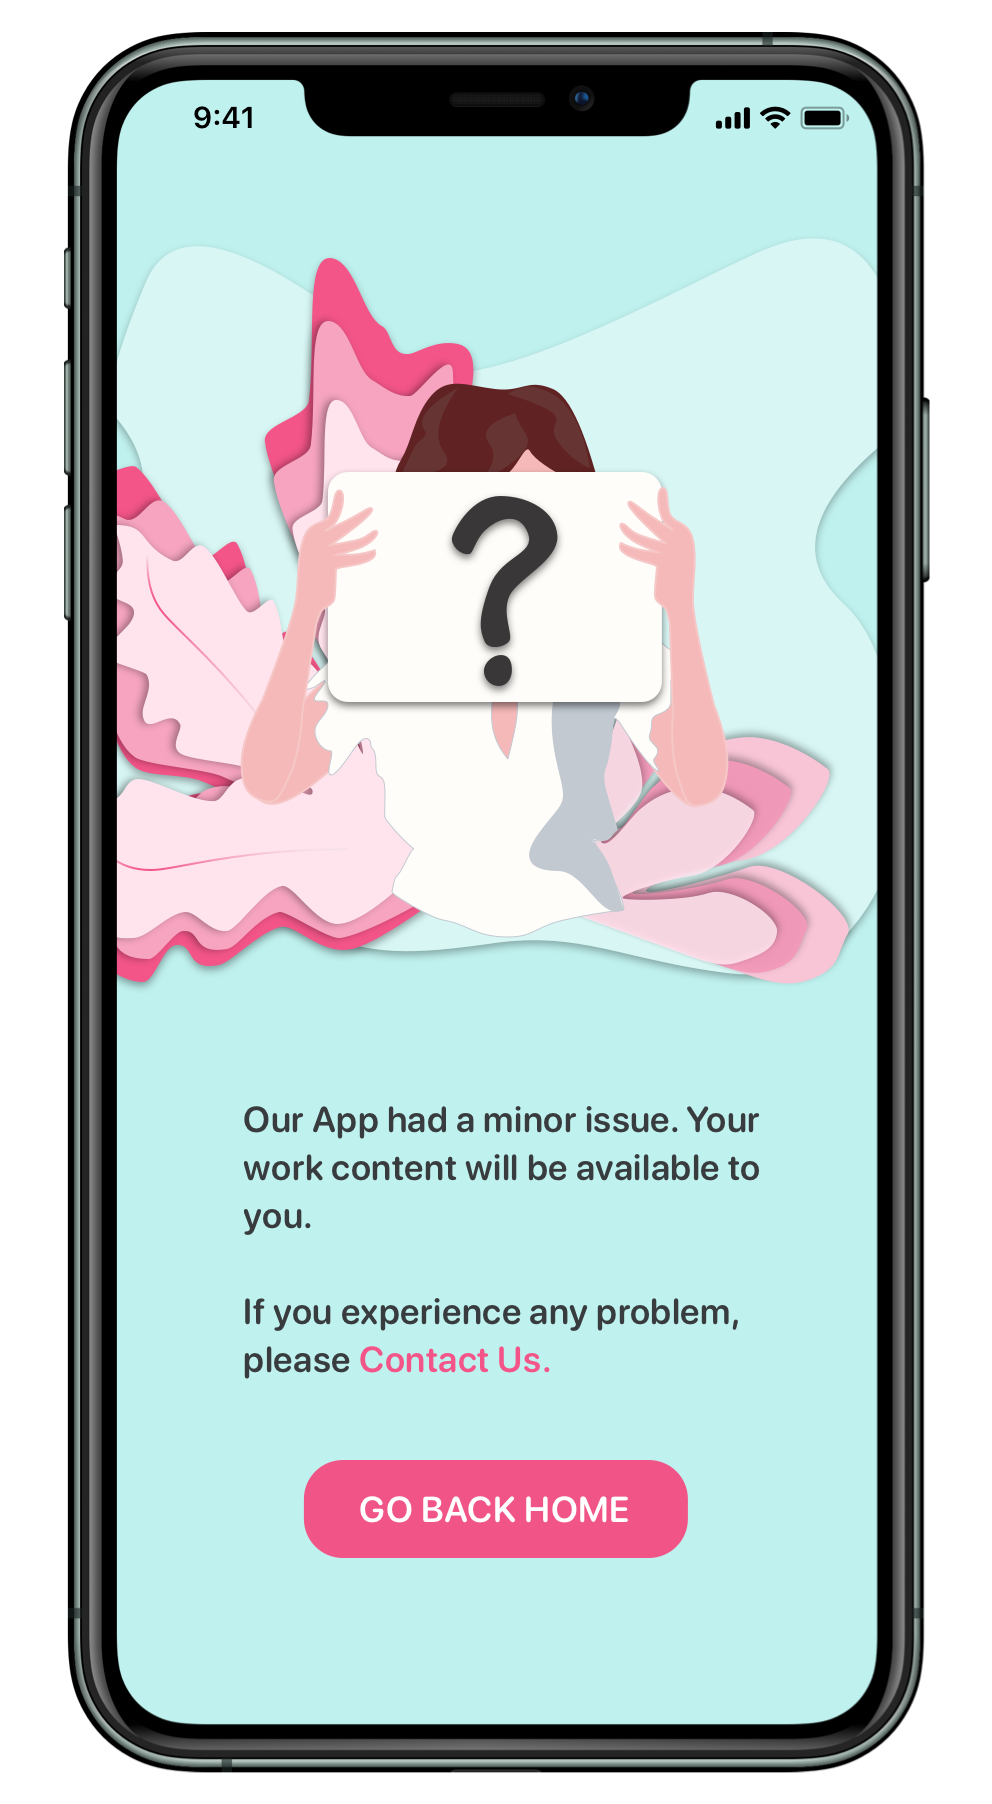 9:41
?
Our App had a minor issue. Your
work content will be available to
you.
If you experience any problem,
please Contact Us.
GO BACK HOME